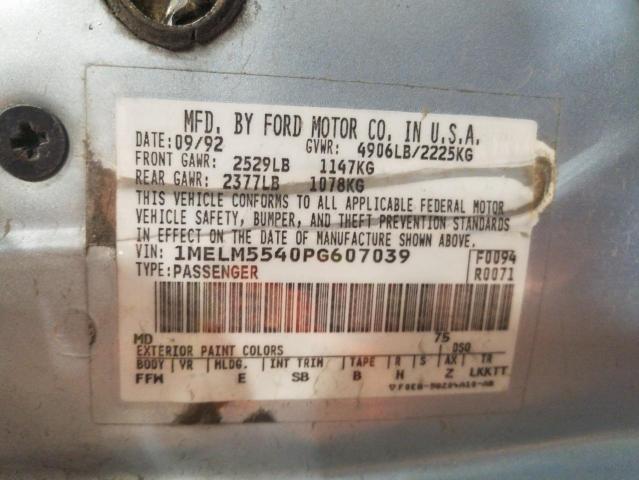 MFD. BY FORD MOTOR CO. IN U.S.A.
DATE: 09/92 GVWR: 4906LB/2225KG
FRONT GAWR: 2529LB 1147KG
REAR GAWR: 2377LB 1078KG
THIS VEHICLE CONFORMS TO ALL APPLICABLE FEDERAL MOTOR
VEHICLE SAFETY, BUMPER, AND THEFT PREVENTION STANDARDS
IN EFFECT ON THE DATE OF MANUFACTURE SHOWN ABOVE.
VIN: 1MELM5540PG607039 F0094
TYPE: PASSENGER R0071
MD 75
EXTERIOR PAINT COLORS DSO
BODY VR MLDG. INT TRIM TAPE R S AX TR
FFW E SB B N Z LKKTT